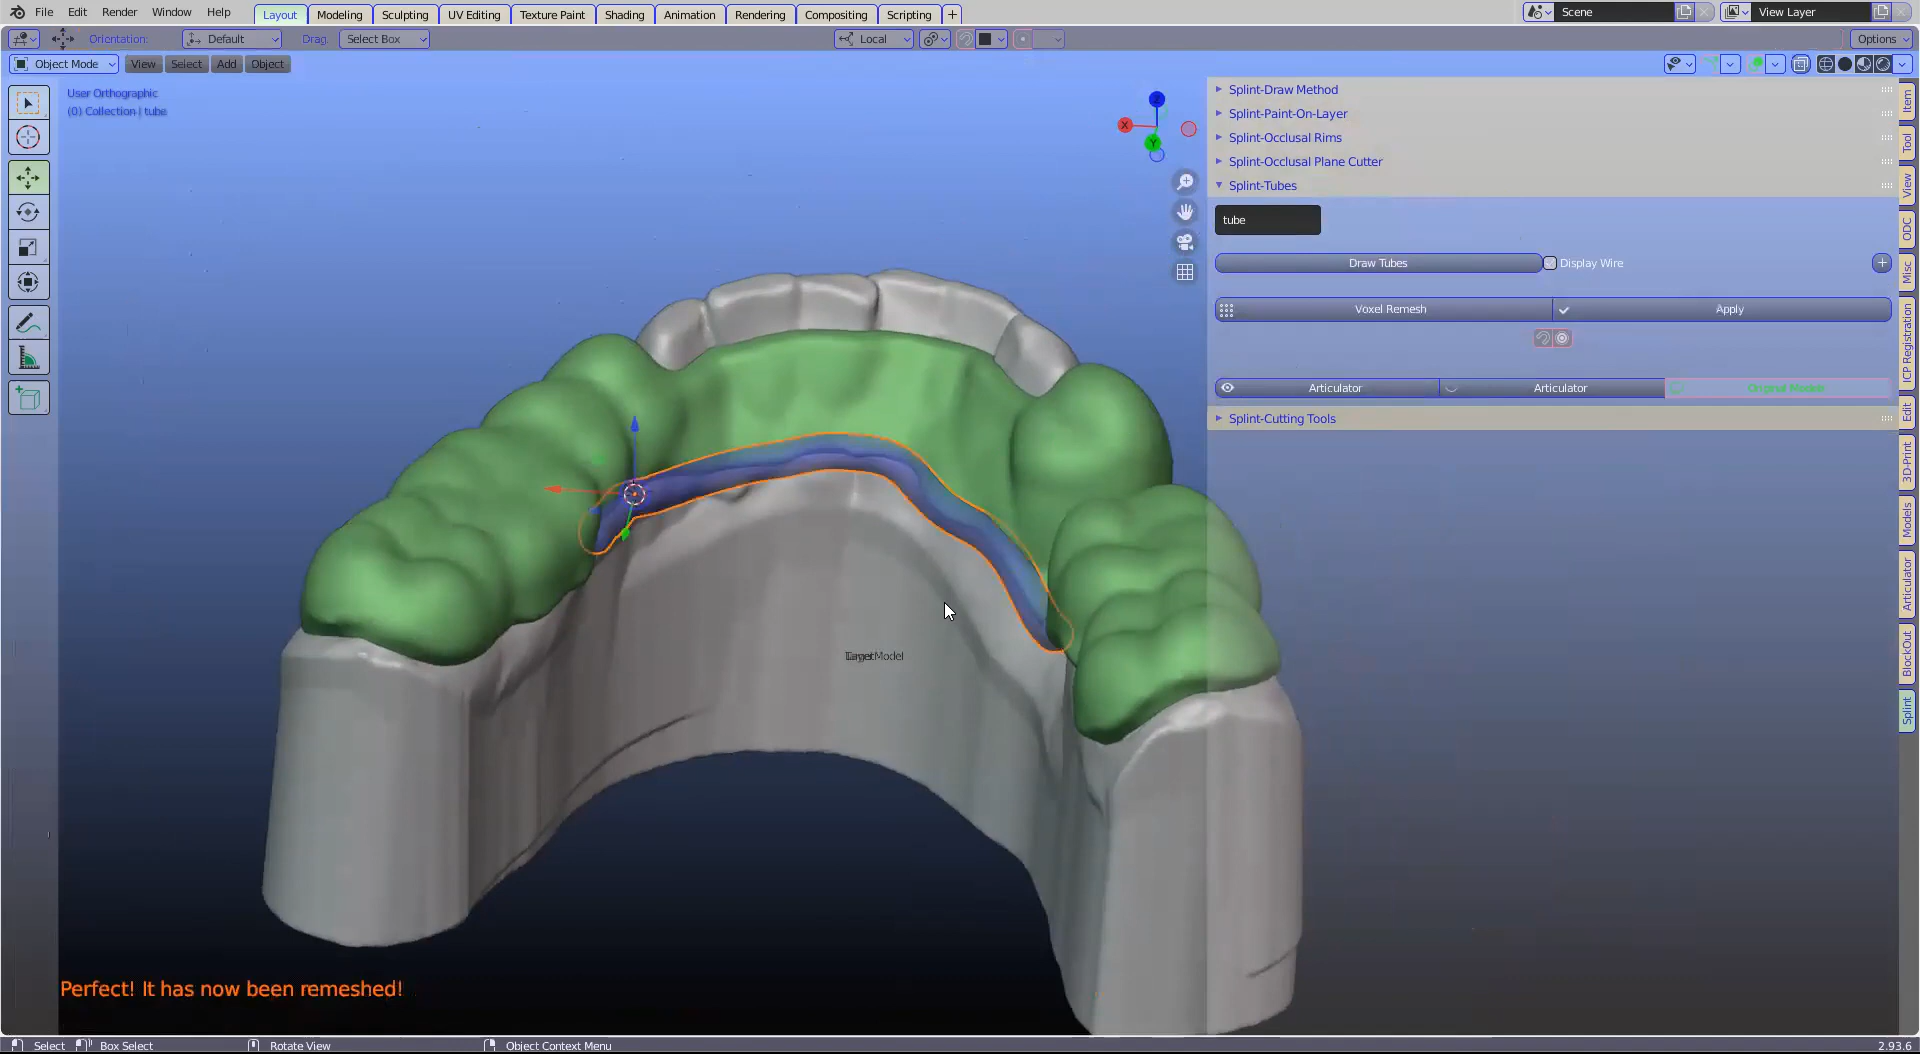 File Edit Render Window Help Layout Modeling Sculpting UV Editing Texture Paint Shading Animation Rendering Compositing Scripting + Scene View Layer
Orientation: Default Drag: Select Box Local Options
Object Mode View Select Add Object
User Orthographic
(0) Collection | tube
Z
X
Y
Splint-Draw Method
Splint-Paint-On-Layer
Splint-Occlusal Rims
Splint-Occlusal Plane Cutter
Splint-Tubes
tube
Draw Tubes Display Wire +
Voxel Remesh Apply
Articulator Articulator Original Models
Splint-Cutting Tools
Item
Tool
View
ODC
Misc
ICP Registration
Edit
3D-Print
Models
Articulator
BlockOut
Splint
Model
Perfect! It has now been remeshed!
Select Box Select Rotate View Object Context Menu 2.93.6